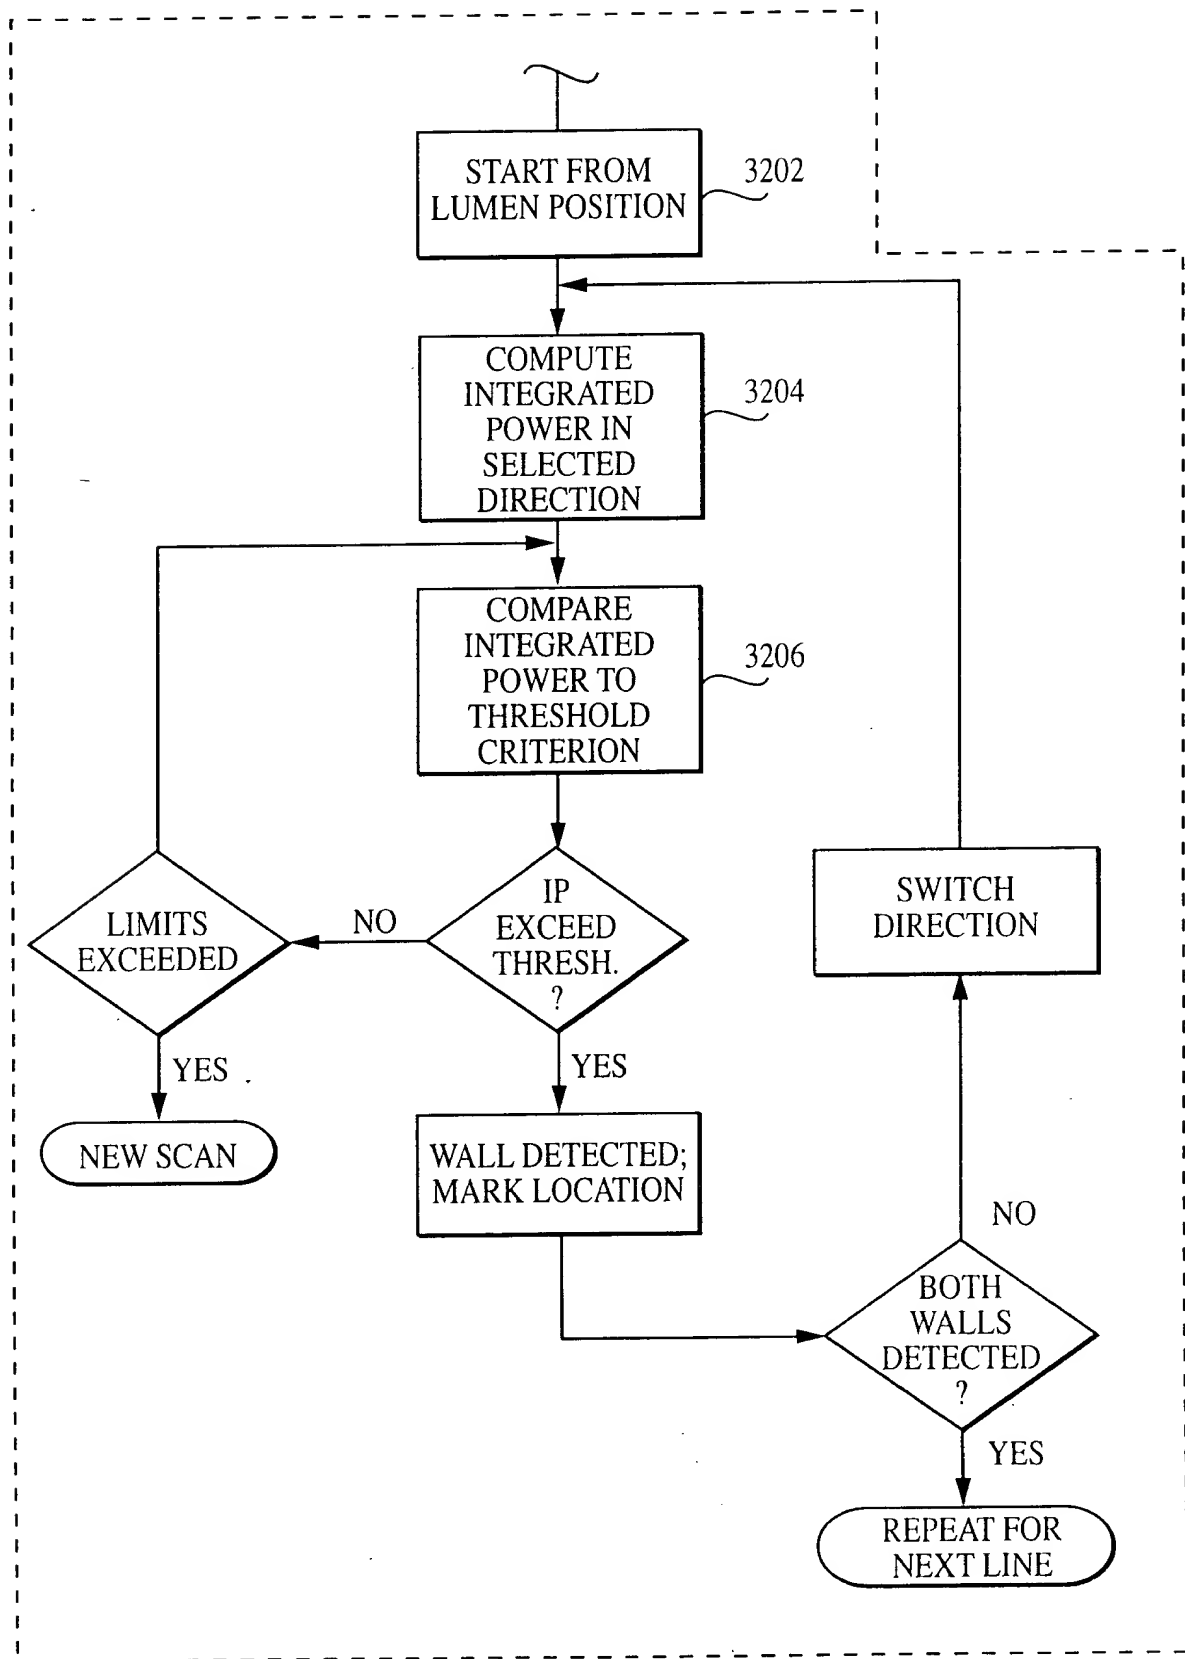 START FROM
LUMEN POSITION
3202
COMPUTE
INTEGRATED
POWER IN
SELECTED
DIRECTION
3204
COMPARE
INTEGRATED
POWER TO
THRESHOLD
CRITERION
3206
IP
EXCEED
THRESH.
?
NO
LIMITS
EXCEEDED
YES
NEW SCAN
YES
WALL DETECTED;
MARK LOCATION
SWITCH
DIRECTION
NO
BOTH
WALLS
DETECTED
?
YES
REPEAT FOR
NEXT LINE